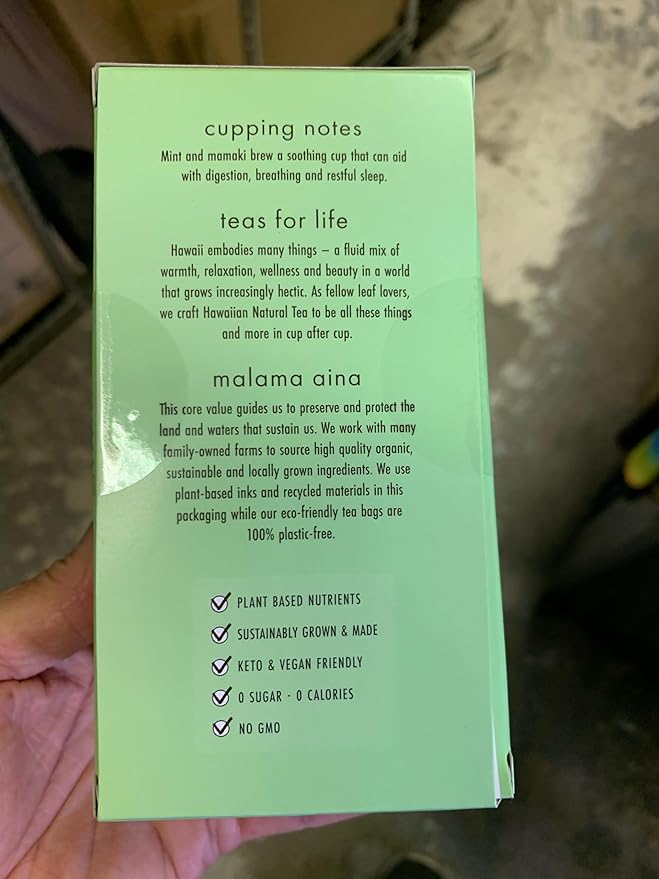 cupping notes
Mint and mamaki brew a soothing cup that can aid
with digestion, breathing and restful sleep.
teas for life
Hawaii embodies many things – a fluid mix of
warmth, relaxation, wellness and beauty in a world
that grows increasingly hectic. As fellow leaf lovers,
we craft Hawaiian Natural Tea to be all these things
and more in cup after cup.
malama aina
This core value guides us to preserve and protect the
land and waters that sustain us. We work with many
family-owned farms to source high quality organic,
sustainable and locally grown ingredients. We use
plant-based inks and recycled materials in this
packaging while our eco-friendly tea bags are
100% plastic-free.
PLANT BASED NUTRIENTS
SUSTAINABLY GROWN & MADE
KETO & VEGAN FRIENDLY
0 SUGAR - 0 CALORIES
NO GMO